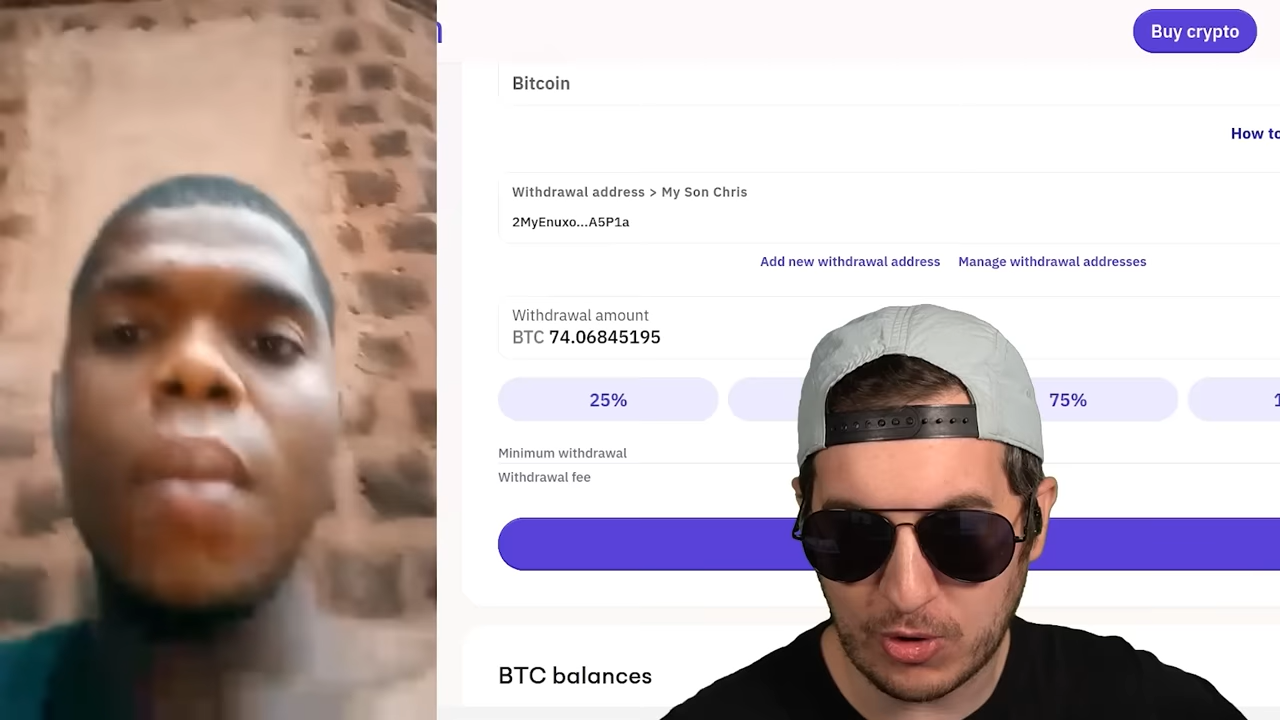 Buy crypto
Bitcoin
How to
Withdrawal address > My Son Chris
2MyEnuxo...A5P1a
Add new withdrawal address Manage withdrawal addresses
Withdrawal amount
BTC 74.06845195
25%
75%
Minimum withdrawal
Withdrawal fee
BTC balances